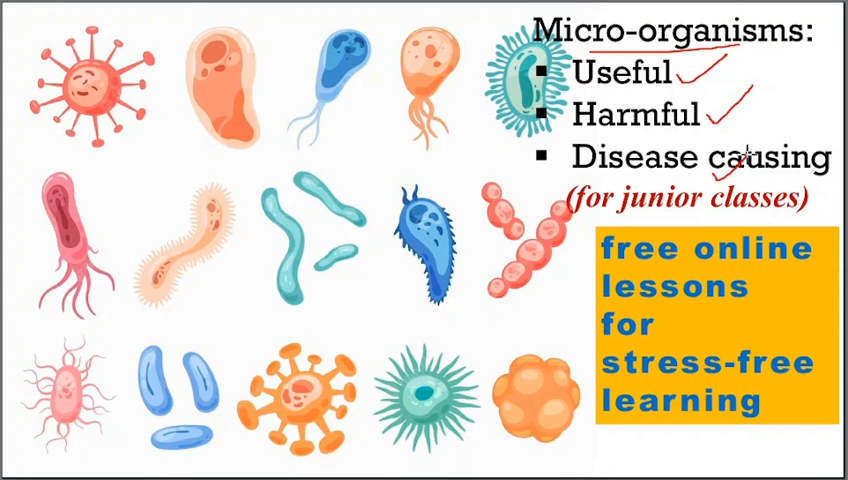 Micro-organisms:
▪ Useful
▪ Harmful
▪ Disease causing
(for junior classes)
free online
lessons
for
stress-free
learning